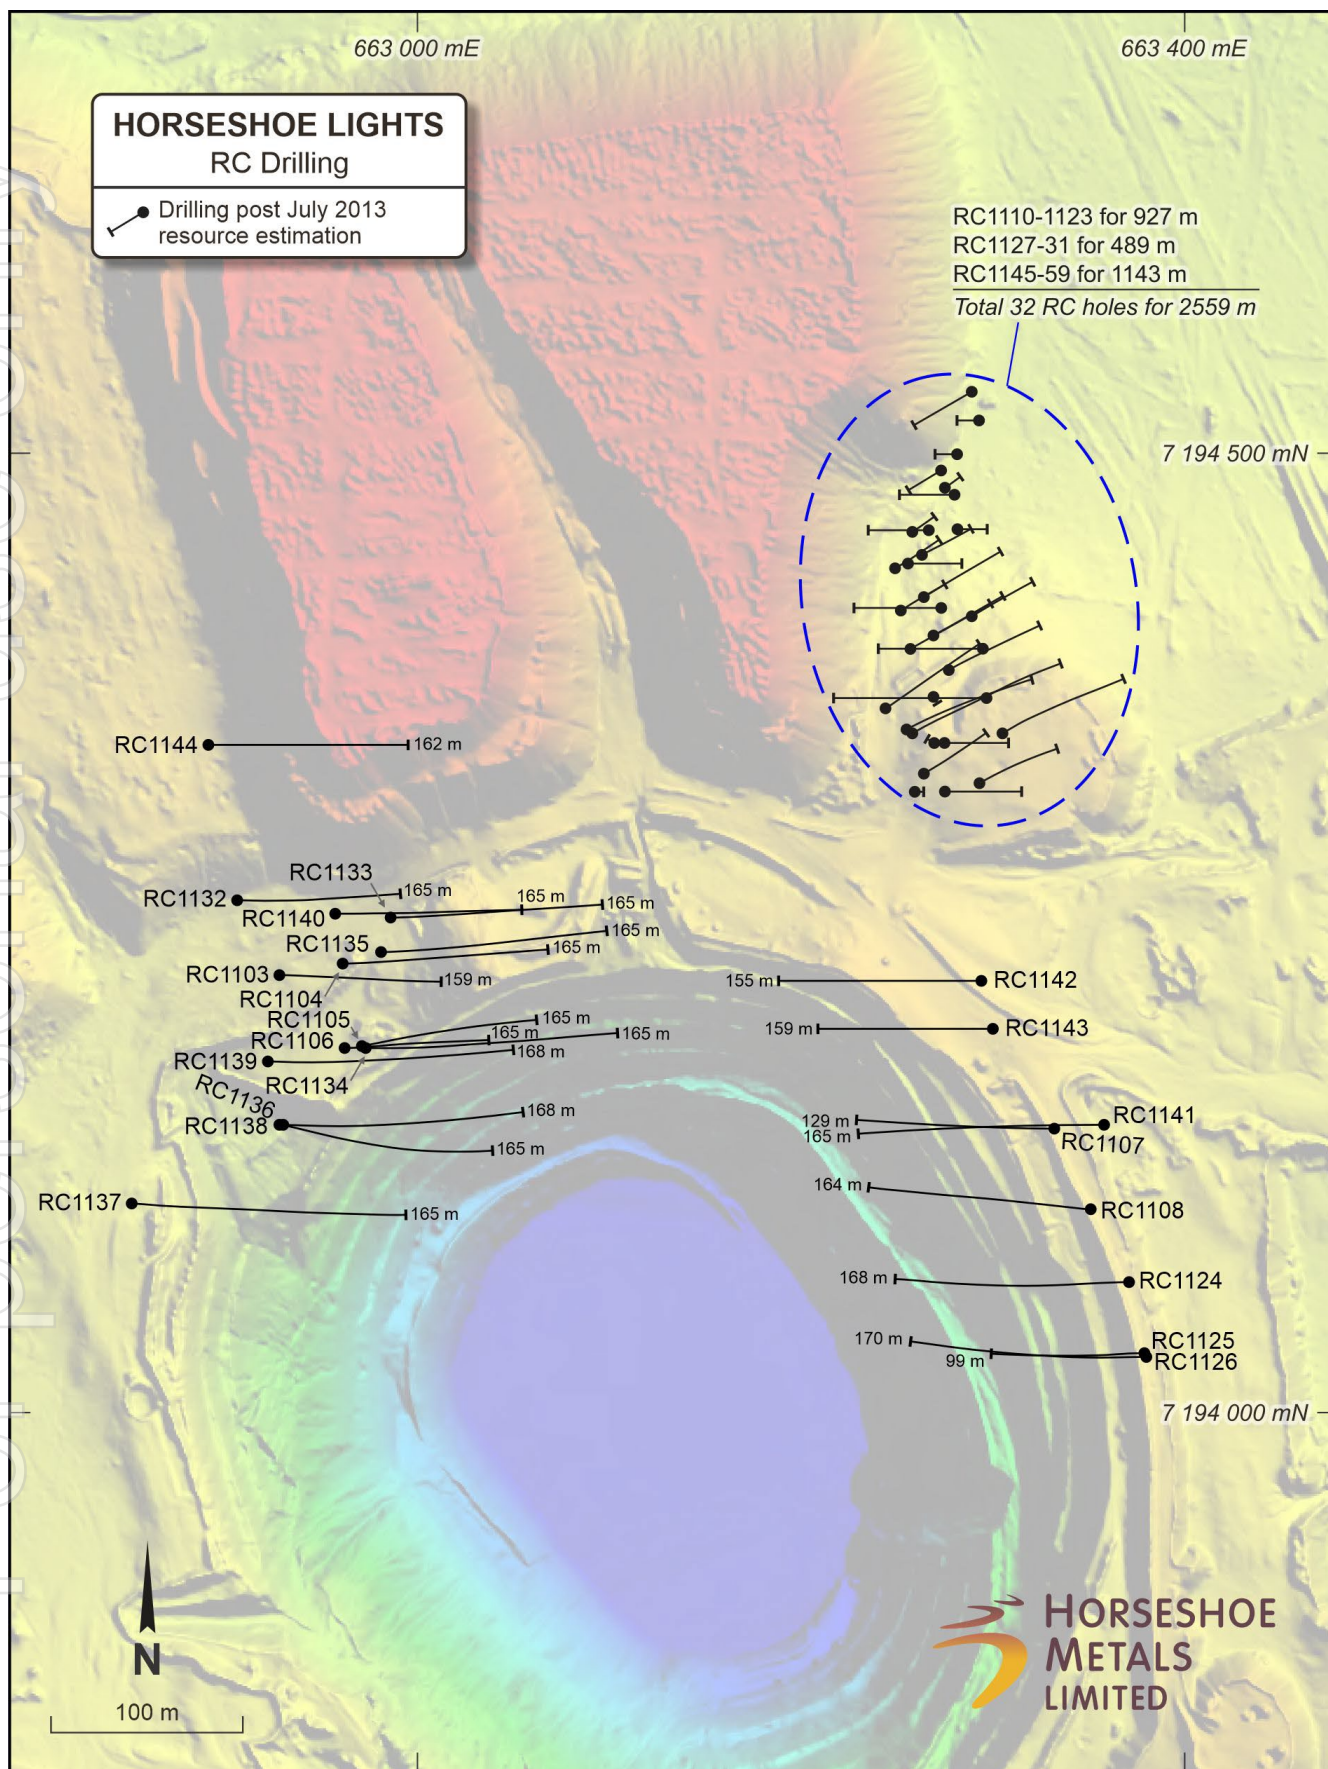 663 000 mE
663 400 mE
HORSESHOE LIGHTS
RC Drilling
Drilling post July 2013
resource estimation
RC1110-1123 for 927 m
RC1127-31 for 489 m
RC1145-59 for 1143 m
Total 32 RC holes for 2559 m
7 194 500 mN
RC1144
162 m
RC1133
RC1132
165 m
165 m
RC1140
165 m
RC1135
165 m
165 m
RC1103
159 m
155 m
RC1142
RC1104
RC1105
165 m
RC1106
165 m
165 m
159 m
RC1143
RC1139
168 m
RC1134
RC1136
RC1138
168 m
165 m
129 m
RC1141
165 m
RC1107
RC1137
165 m
164 m
RC1108
168 m
RC1124
170 m
RC1125
99 m
RC1126
7 194 000 mN
N
100 m
HORSESHOE
METALS
LIMITED